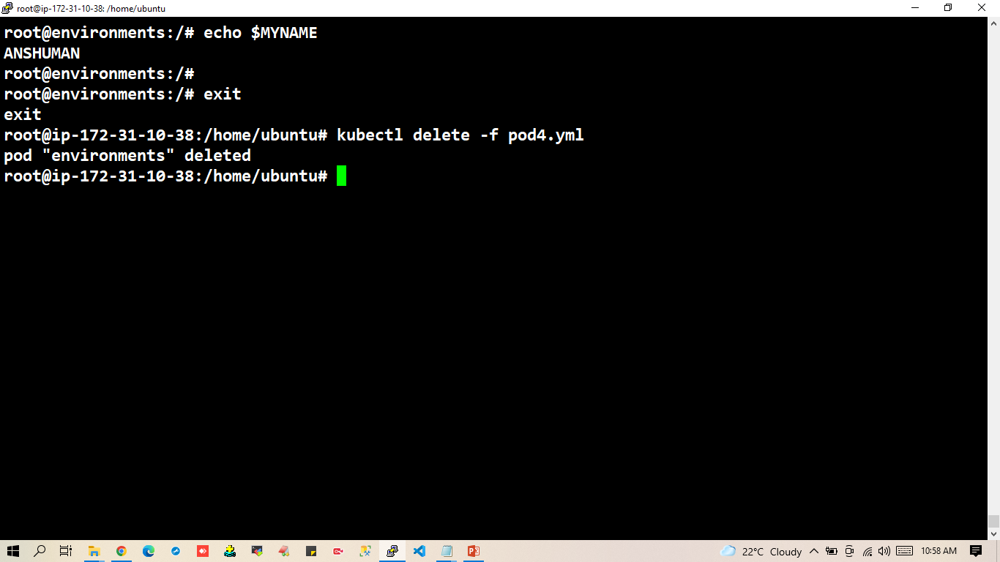 root@ip-172-31-10-38: /home/ubuntu
root@environments:/# echo $MYNAME
ANSHUMAN
root@environments:/#
root@environments:/# exit
exit
root@ip-172-31-10-38:/home/ubuntu# kubectl delete -f pod4.yml
pod "environments" deleted
root@ip-172-31-10-38:/home/ubuntu#
22°C Cloudy
10:58 AM